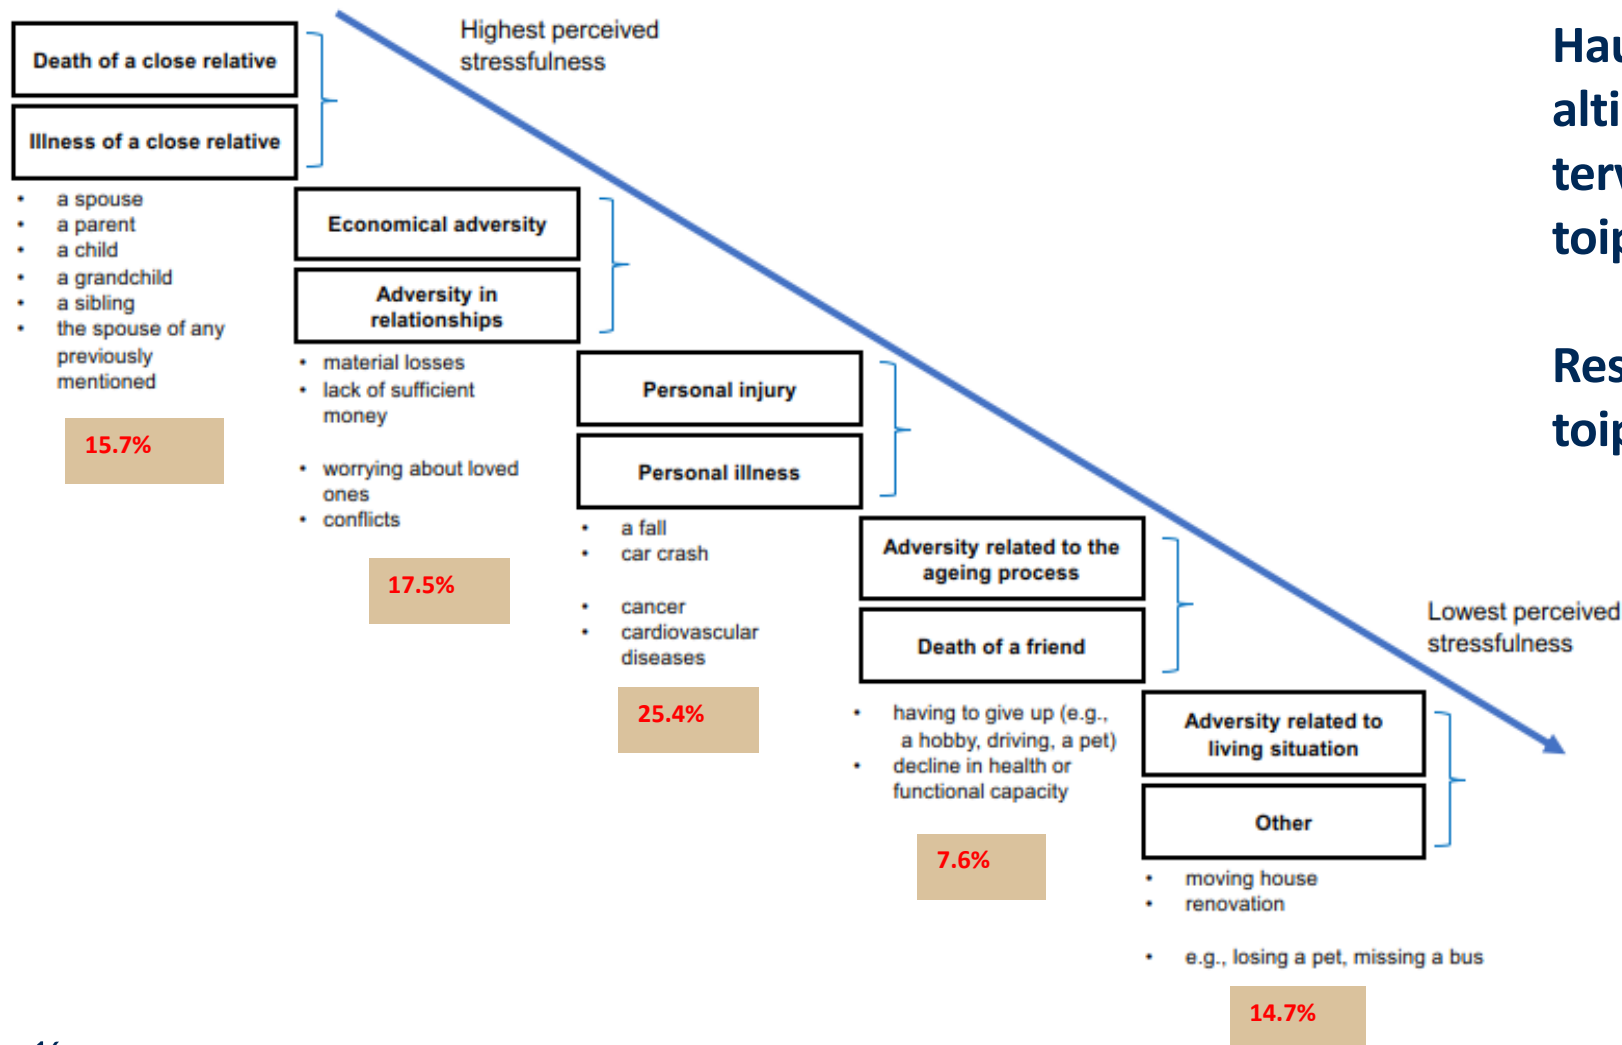 Highest perceived
stressfulness
Death of a close relative
Illness of a close relative
• a spouse
• a parent
• a child
• a grandchild
• a sibling
• the spouse of any
previously
mentioned
15.7%
Economical adversity
Adversity in
relationships
• material losses
• lack of sufficient
money
• worrying about loved
ones
• conflicts
17.5%
Personal injury
Personal illness
• a fall
• car crash
• cancer
• cardiovascular
diseases
25.4%
Adversity related to the
ageing process
Death of a friend
• having to give up (e.g.,
a hobby, driving, a pet)
• decline in health or
functional capacity
7.6%
Lowest perceived
stressfulness
Adversity related to
living situation
Other
• moving house
• renovation
• e.g., losing a pet, missing a bus
14.7%